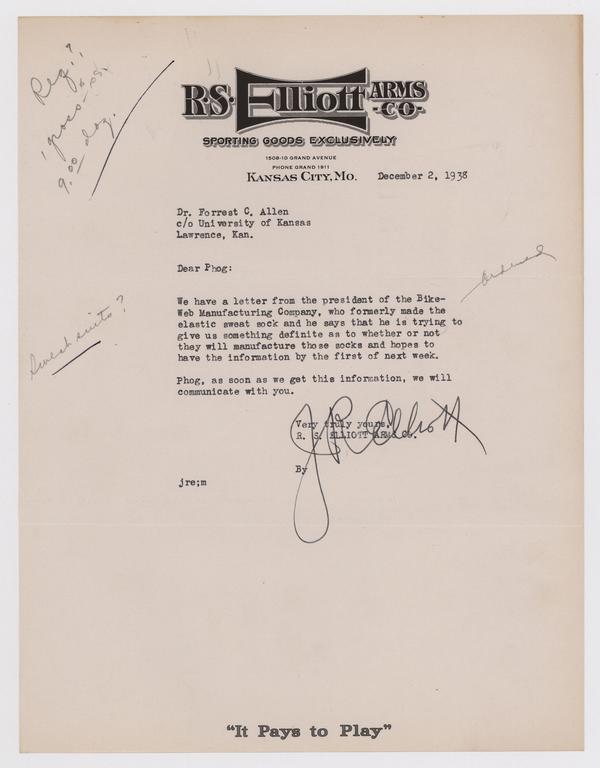 Req?
1 gross
9.00 doz.
R·S· Elliott ARMS
-CO-
SPORTING GOODS EXCLUSIVELY
1509-10 GRAND AVENUE
PHONE GRAND 1911
KANSAS CITY, MO.
December 2, 1938
Dr. Forrest C. Allen
c/o University of Kansas
Lawrence, Kan.
Dear Phog:
ordered
We have a letter from the president of the Bike-
Web Manufacturing Company, who formerly made the
elastic sweat sock and he says that he is trying to
give us something definite as to whether or not
they will manufacture those socks and hopes to
have the information by the first of next week.
Sweat suits?
Phog, as soon as we get this information, we will
communicate with you.
Very truly yours,
R. S. ELLIOTT ARMS Co.
J R Elliott
By
jre;m
"It Pays to Play"